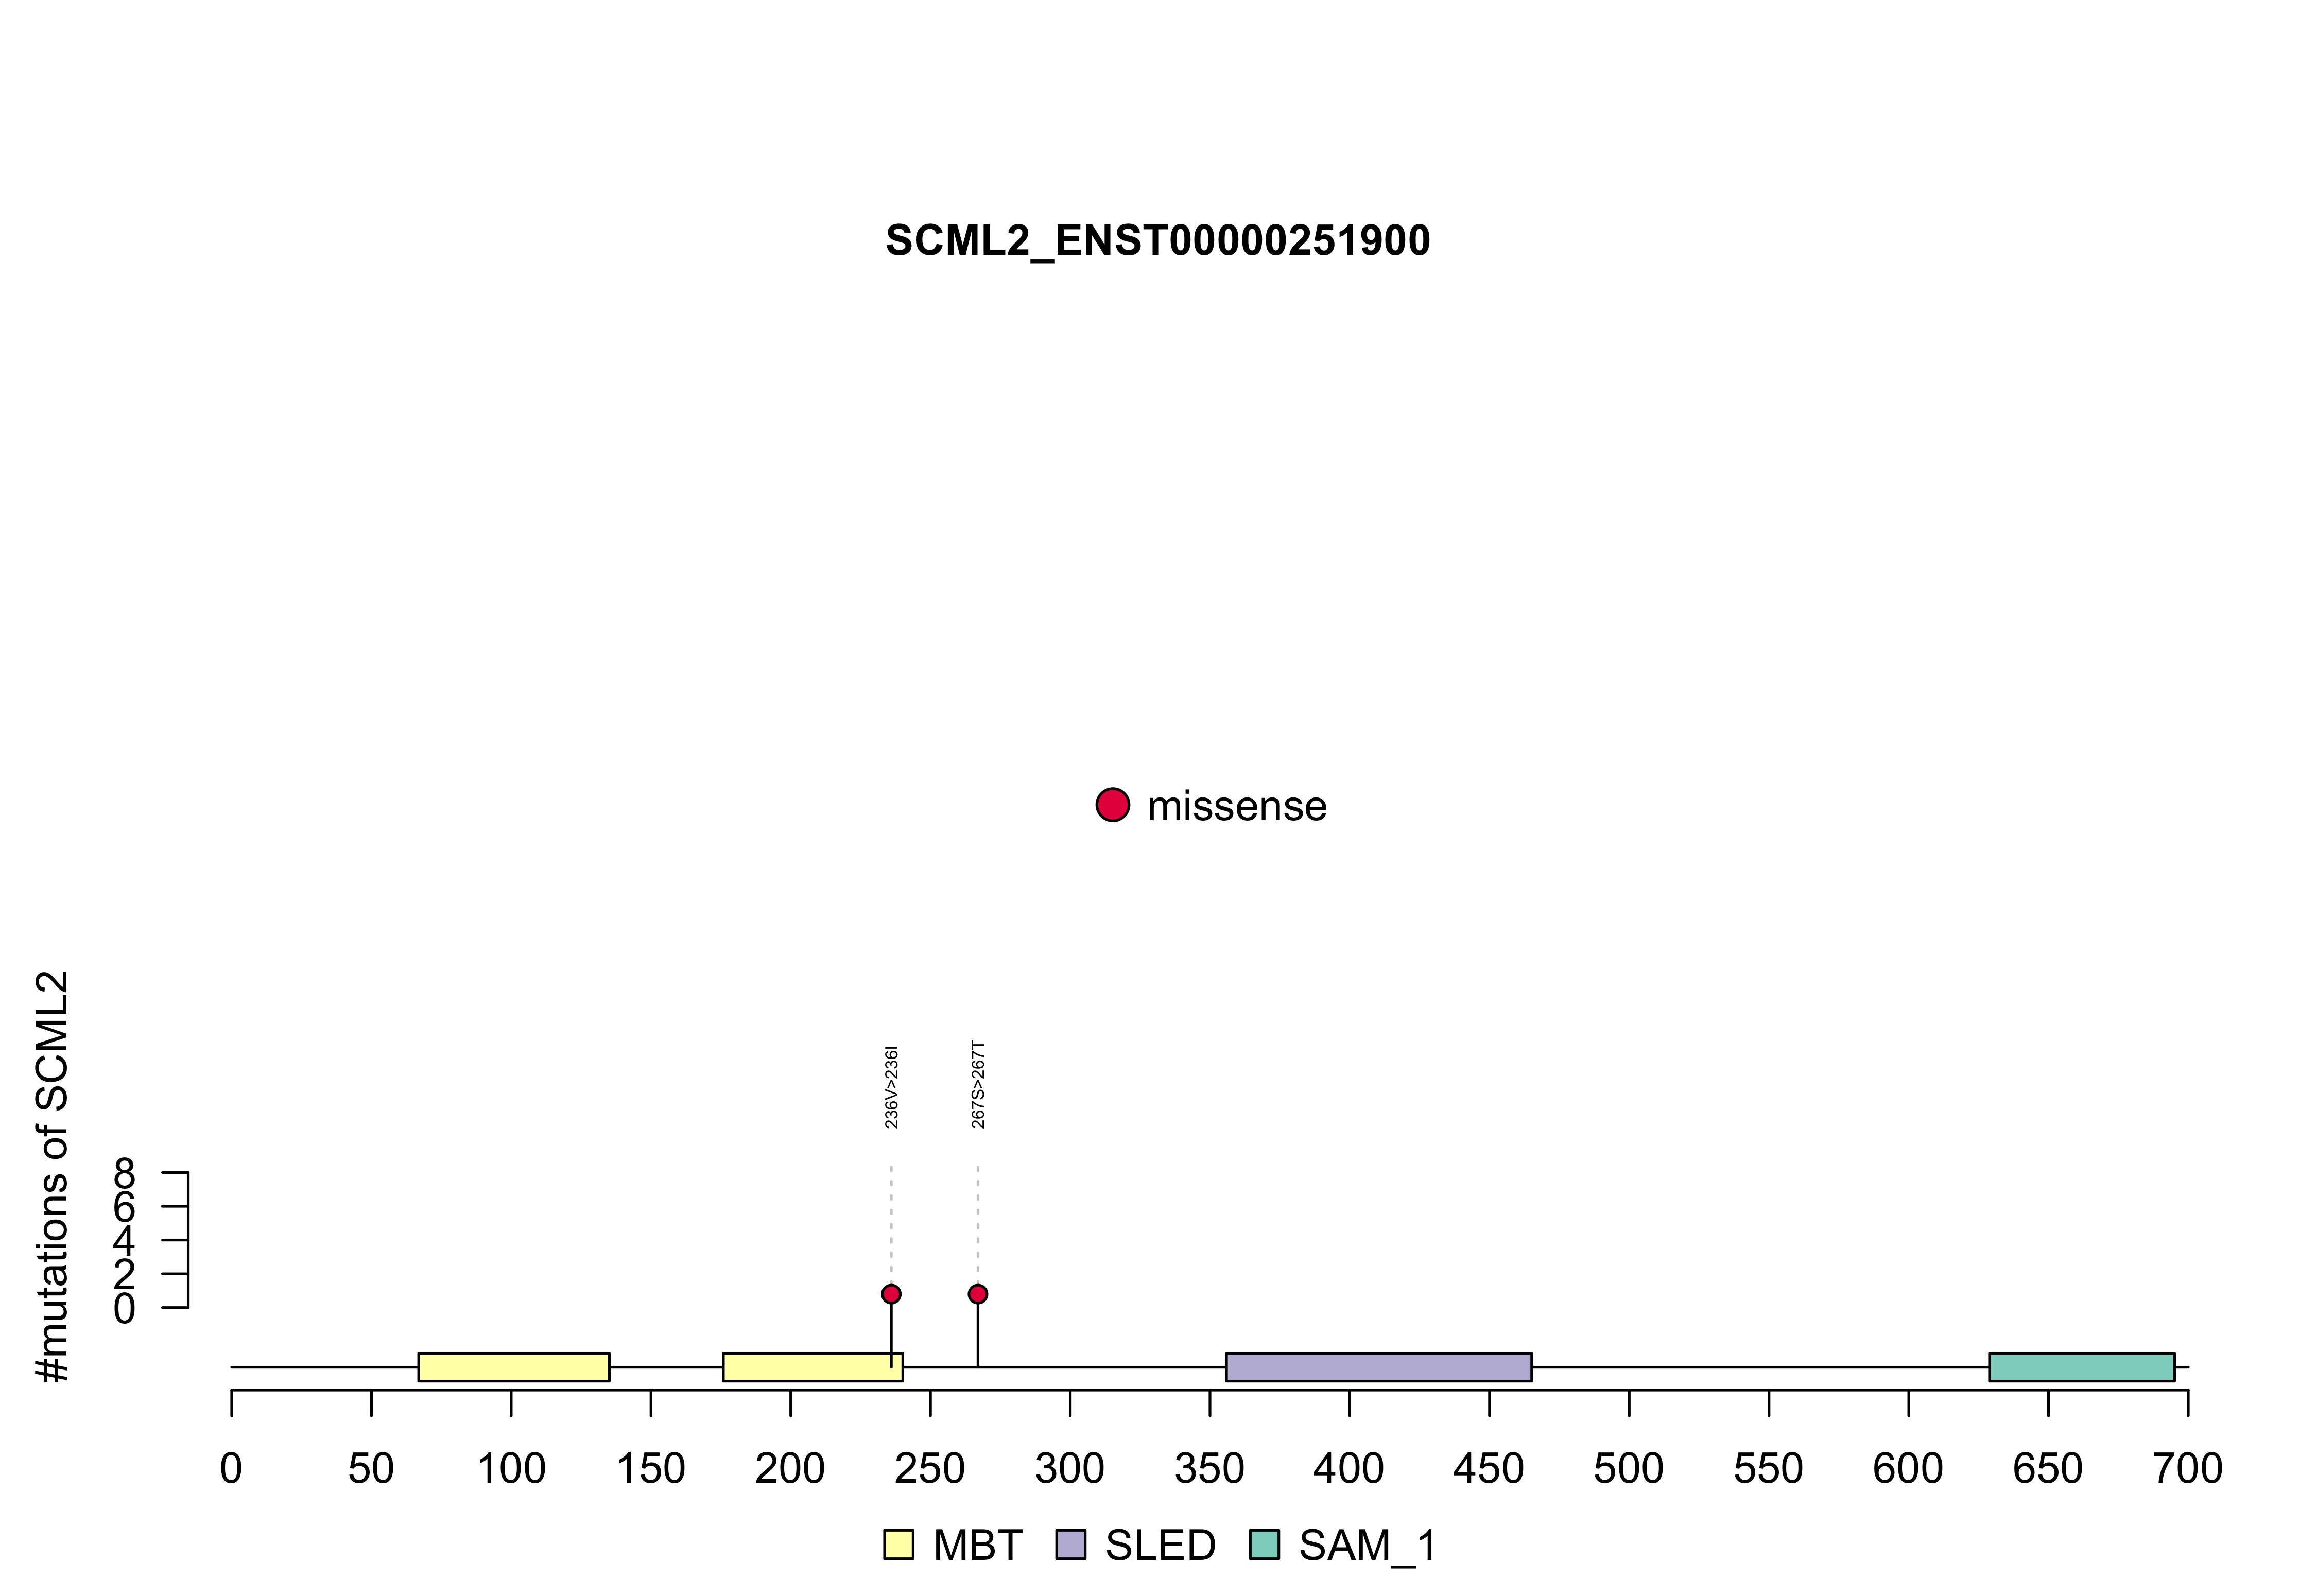 SCML2_ENST00000251900
missense
#mutations of SCML2
236V>236I
267S>267T
8
6
4
2
0
0 50 100 150 200 250 300 350 400 450 500 550 600 650 700
MBT SLED SAM_1